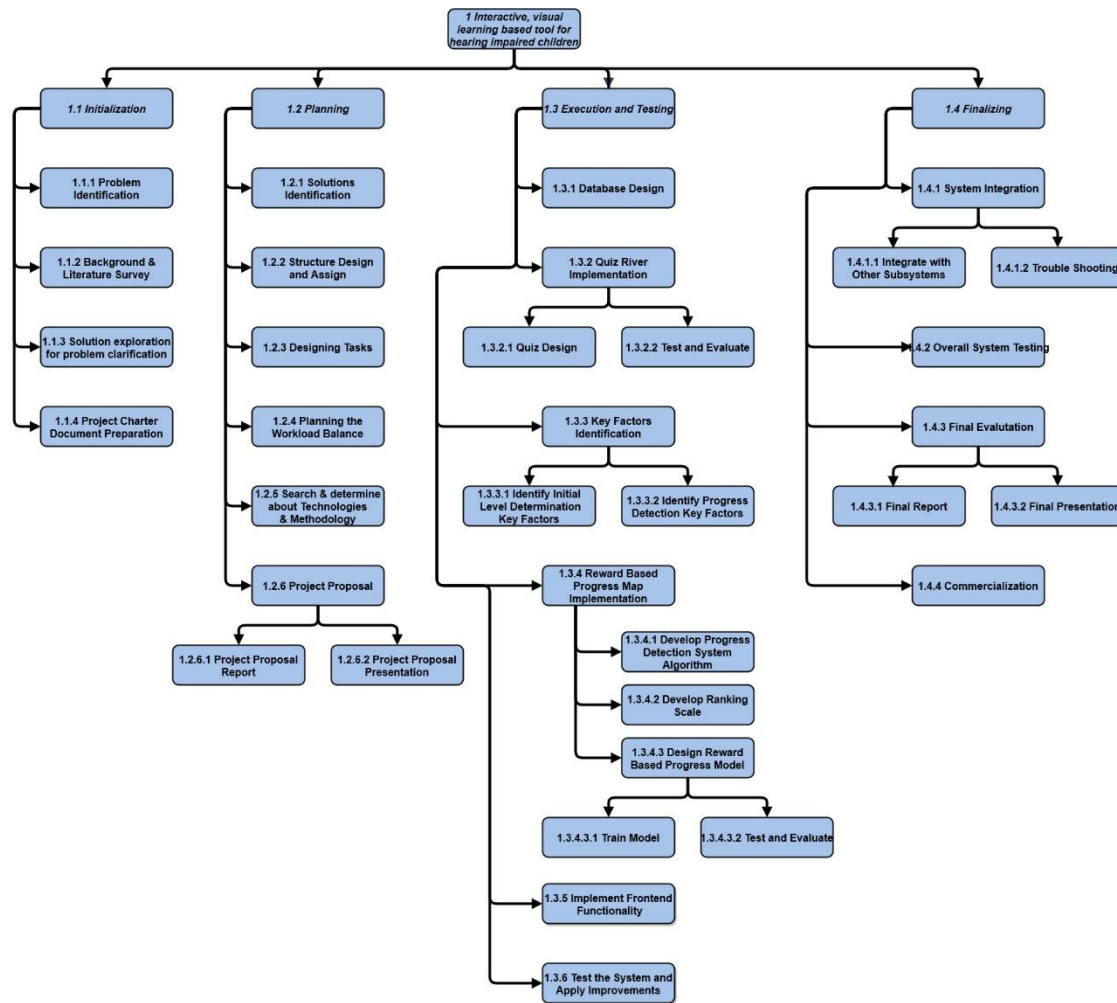 1 Interactive, visual
learning based tool for
hearing impaired children
1.1 Initialization
1.1.1 Problem
Identification
1.1.2 Background &
Literature Survey
1.1.3 Solution exploration
for problem clarification
1.1.4 Project Charter
Document Preparation
1.2 Planning
1.2.1 Solutions
Identification
1.2.2 Structure Design
and Assign
1.2.3 Designing Tasks
1.2.4 Planning the
Workload Balance
1.2.5 Search & determine
about Technologies
& Methodology
1.2.6 Project Proposal
1.2.6.1 Project Proposal
Report
1.2.6.2 Project Proposal
Presentation
1.3 Execution and Testing
1.3.1 Database Design
1.3.2 Quiz River
Implementation
1.3.2.1 Quiz Design
1.3.2.2 Test and Evaluate
1.3.3 Key Factors
Identification
1.3.3.1 Identify Initial
Level Determination
Key Factors
1.3.3.2 Identify Progress
Detection Key Factors
1.3.4 Reward Based
Progress Map
Implementation
1.3.4.1 Develop Progress
Detection System
Algorithm
1.3.4.2 Develop Ranking
Scale
1.3.4.3 Design Reward
Based Progress Model
1.3.4.3.1 Train Model
1.3.4.3.2 Test and Evaluate
1.3.5 Implement Frontend
Functionality
1.3.6 Test the System and
Apply Improvements
1.4 Finalizing
1.4.1 System Integration
1.4.1.1 Integrate with
Other Subsystems
1.4.1.2 Trouble Shooting
1.4.2 Overall System Testing
1.4.3 Final Evalutation
1.4.3.1 Final Report
1.4.3.2 Final Presentation
1.4.4 Commercialization